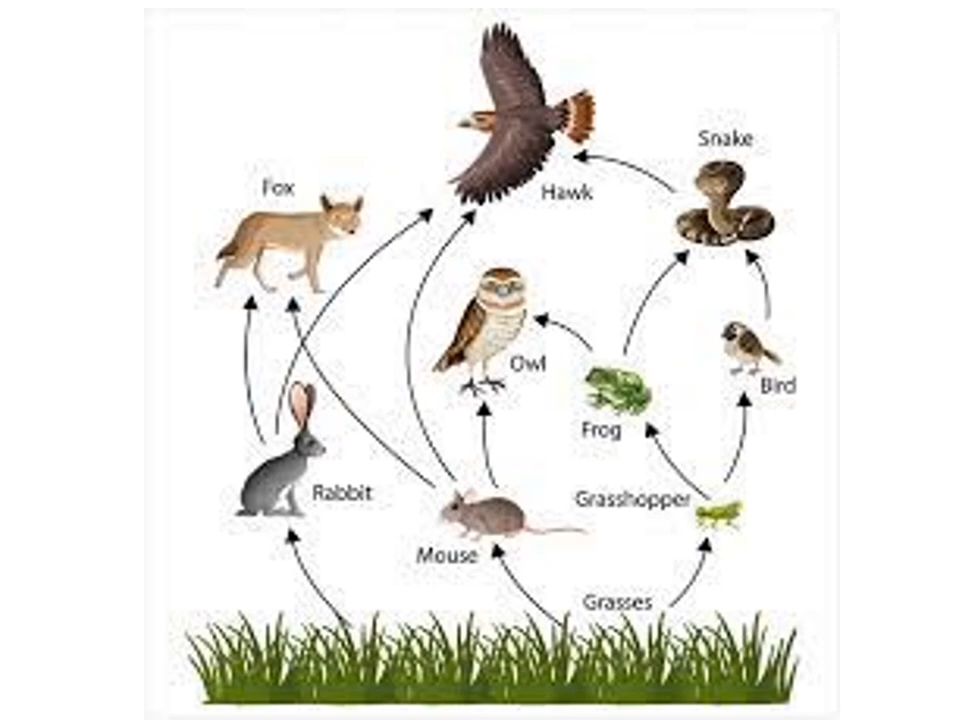 Snake
Fox
Hawk
Owl
Bird
Frog
Rabbit
Grasshopper
Mouse
Grasses